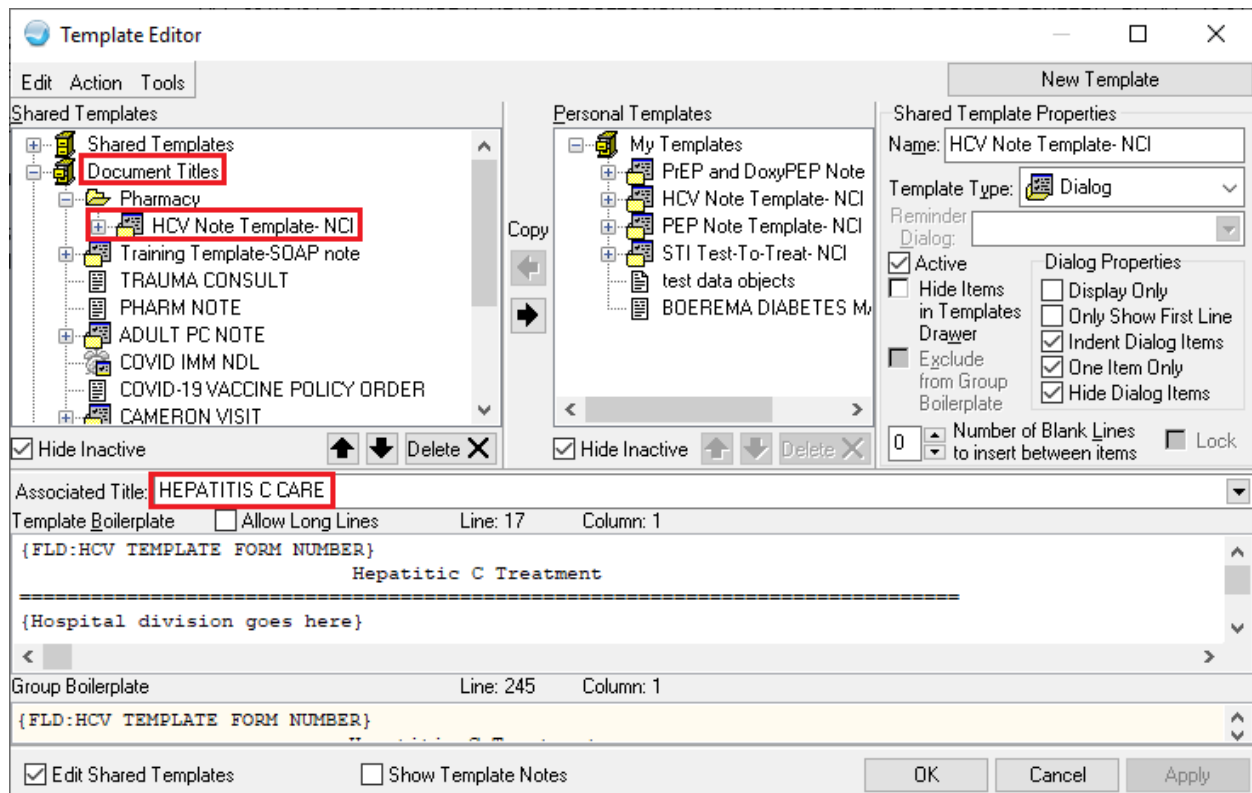 Template Editor
Edit Action Tools
New Template
Shared Templates
Shared Templates
Document Titles
Pharmacy
HCV Note Template- NCI
Training Template-SOAP note
TRAUMA CONSULT
PHARM NOTE
ADULT PC NOTE
COVID IMM NDL
COVID-19 VACCINE POLICY ORDER
CAMERON VISIT
Hide Inactive
Delete
Copy
Personal Templates
My Templates
PrEP and DoxyPEP Note
HCV Note Template- NCI
PEP Note Template- NCI
STI Test-To-Treat- NCI
test data objects
BOEREMA DIABETES
Hide Inactive
Delete
Shared Template Properties
Name: HCV Note Template- NCI
Template Type: Dialog
Reminder
Dialog:
Active
Hide Items
in Templates
Drawer
Exclude
from Group
Boilerplate
Dialog Properties
Display Only
Only Show First Line
Indent Dialog Items
One Item Only
Hide Dialog Items
0 Number of Blank Lines
to insert between items
Lock
Associated Title: HEPATITIS C CARE
Template Boilerplate Allow Long Lines Line: 17 Column: 1
{FLD:HCV TEMPLATE FORM NUMBER}
Hepatitic C Treatment
================================================================================
{Hospital division goes here}
Group Boilerplate Line: 245 Column: 1
{FLD:HCV TEMPLATE FORM NUMBER}
Edit Shared Templates Show Template Notes OK Cancel Apply